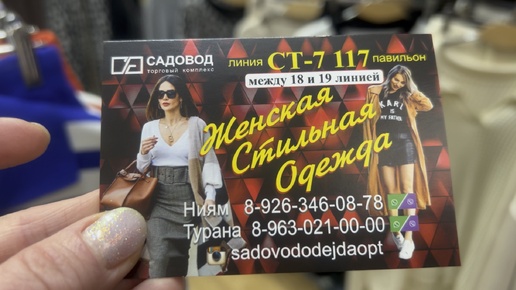 САДОВОД
торговый комплекс
ЛИНИЯ СТ-7 117 ПАВИЛЬОН
между 18 и 19 линией
Женская
Стильная
Одежда
KARL
Ниям 8-926-346-08-78
Турана 8-963-021-00-00
sadovododejdaopt